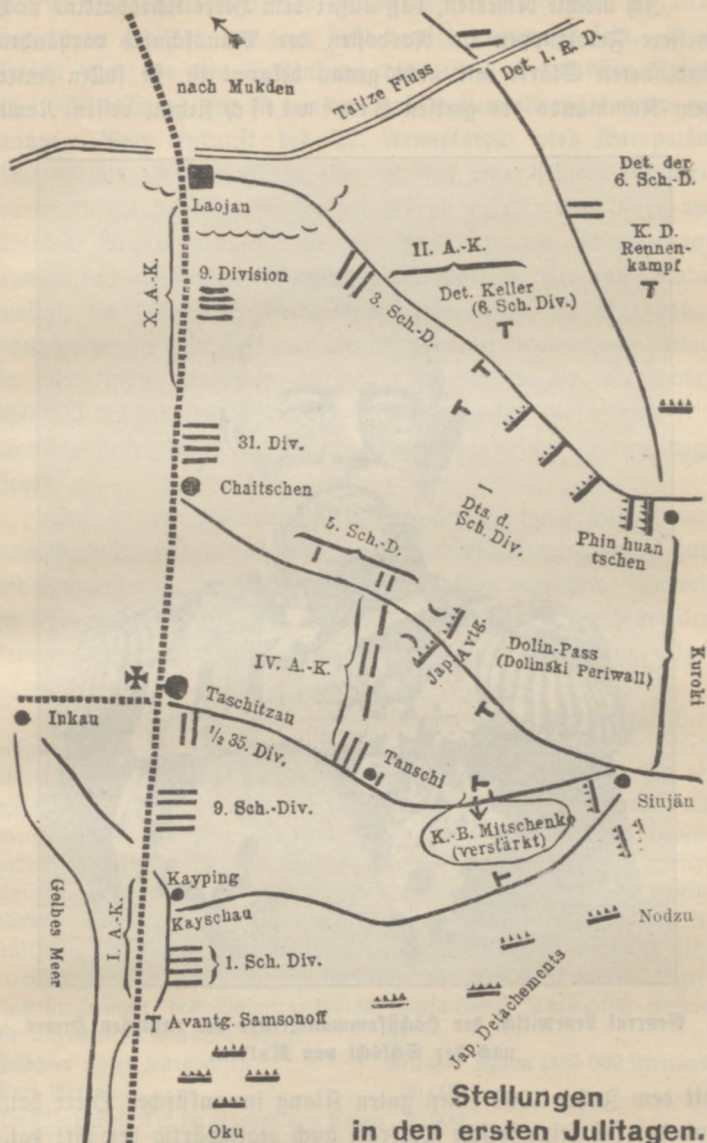 nach Mukden
Taitze Fluss
Det. I. R. D.
Laojan
Det. der
6. Sch.-D.
K. D.
Rennen-
kampf
X. A.-K.
9. Division
II. A.-K.
3. Sch.-D.
Det. Keller
(6. Sch. Div.)
31. Div.
Chaitschen
Dts. d.
Sch. Div.
Phin huan
tschen
5. Sch.-D.
IV. A.-K.
Jap. Avtg.
Dolin-Pass
(Dolinski Periwall)
Kuroki
Inkau
Taschitzau
½ 35. Div.
Tanschi
Sinjän
9. Sch.-Div.
K.-B. Mitschenko
(verstärkt)
Gelbes Meer
I. A.-K.
Kayping
Kayschau
1. Sch. Div.
Nodzu
Jap. Detachements
Avantg. Samsonoff
Oku
Stellungen
in den ersten Julitagen.